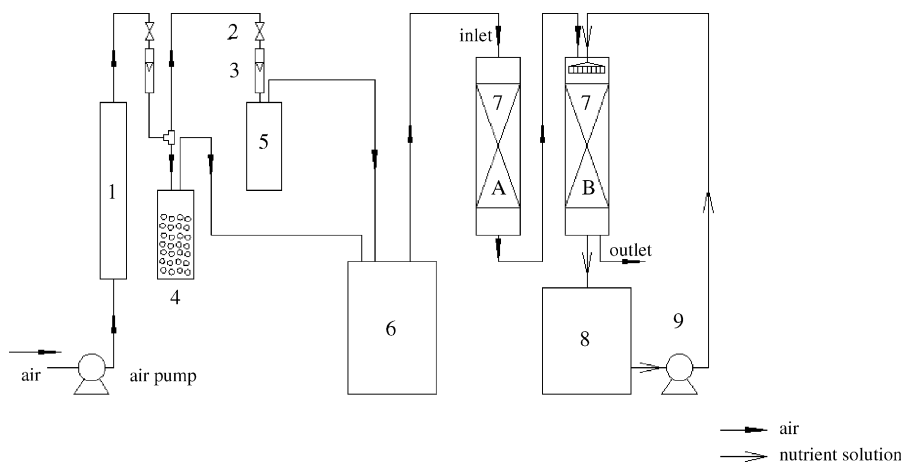 2
inlet
3
7
7
5
1
A
B
outlet
4
6
8
9
air
air pump
air
nutrient solution